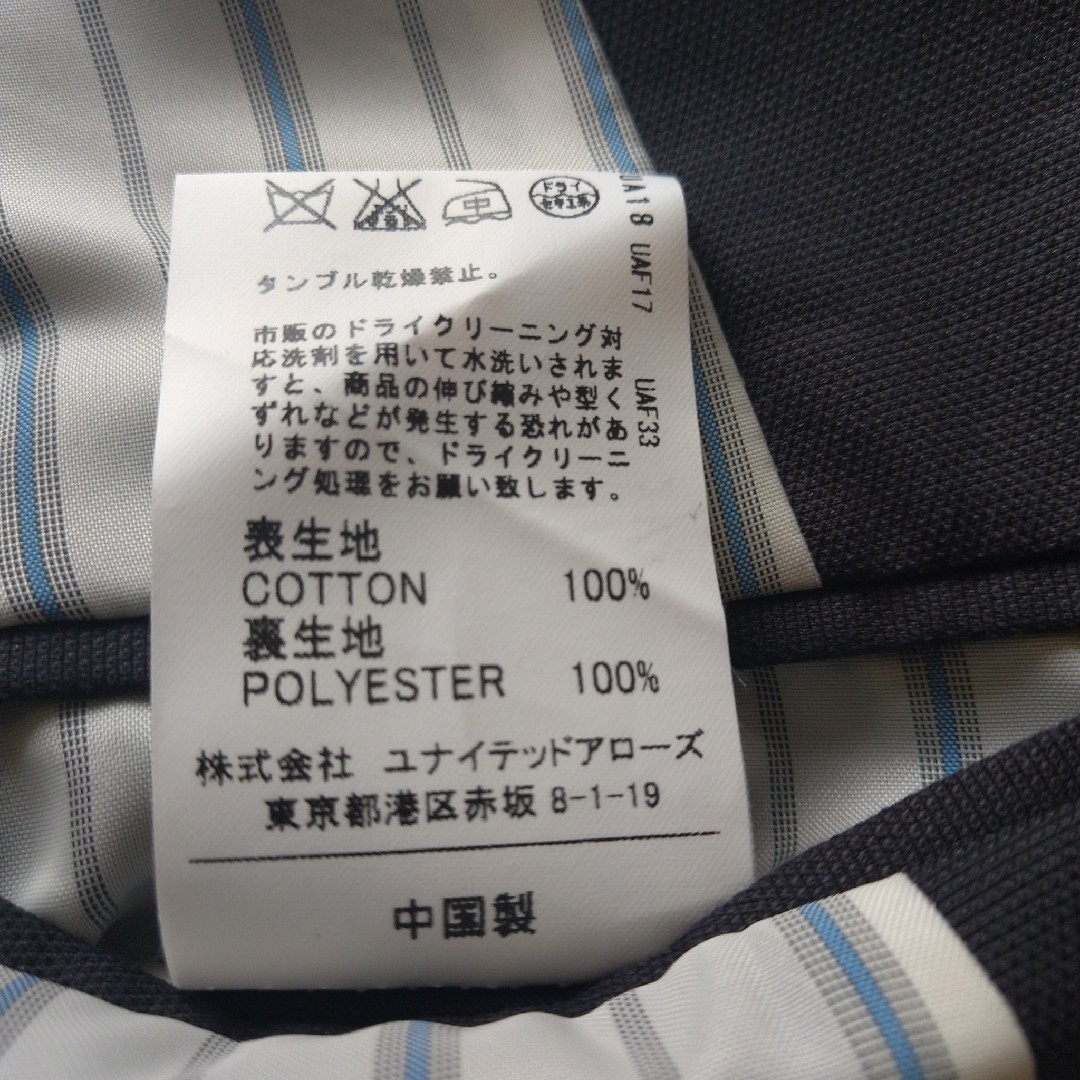 中
ドライ
セキユ系
タンブル乾燥禁止。
市販のドライクリーニング対
応洗剤を用いて水洗いされま
すと、商品の伸び縮みや型く
ずれなどが発生する恐れがあ
りますので、ドライクリーニ
ング処理をお願い致します。
表生地
COTTON 100%
裏生地
POLYESTER 100%
株式会社 ユナイテッドアローズ
東京都港区赤坂 8-1-19
中国製
UA18 UAF17 UAF33